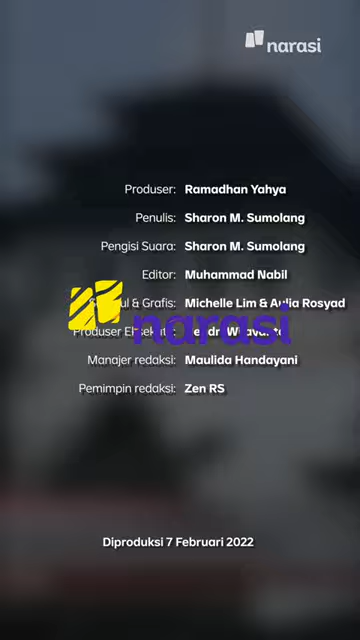 narasi
Produser: Ramadhan Yahya
Penulis: Sharon M. Sumolang
Pengisi Suara: Sharon M. Sumolang
Editor: Muhammad Nabil
& Grafis: Michelle Lim & Aulia Rosyad
narasi
Produser
Manajer redaksi: Maulida Handayani
Pemimpin redaksi: Zen RS
Diproduksi 7 Februari 2022